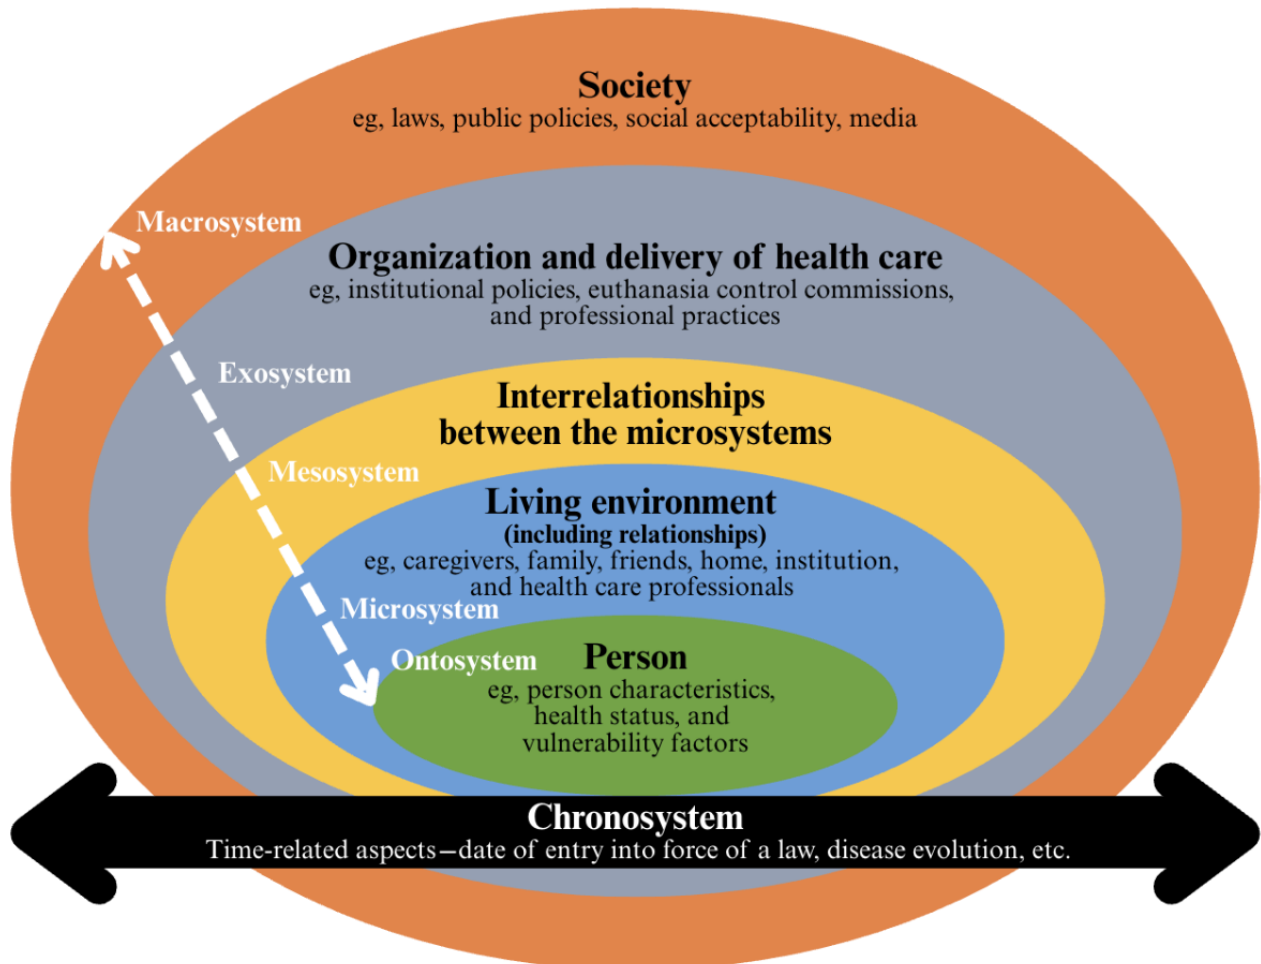 Society
eg, laws, public policies, social acceptability, media
Macrosystem
Organization and delivery of health care
eg, institutional policies, euthanasia control commissions,
and professional practices
Exosystem
Interrelationships
between the microsystems
Mesosystem
Living environment
(including relationships)
eg, caregivers, family, friends, home, institution,
and health care professionals
Microsystem
Ontosystem
Person
eg, person characteristics,
health status, and
vulnerability factors
Chronosystem
Time-related aspects—date of entry into force of a law, disease evolution, etc.